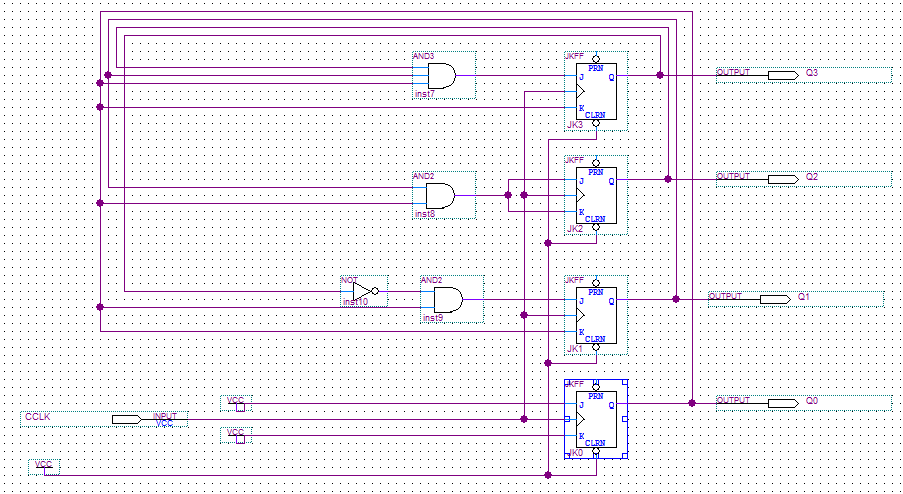 AND3
inst7
JKFF
PRN
J
Q
K
CLRN
JK3
OUTPUT
Q3
AND2
inst8
JKFF
PRN
J
Q
K
CLRN
JK2
OUTPUT
Q2
NOT
inst10
AND2
inst9
JKFF
PRN
J
Q
K
CLRN
JK1
OUTPUT
Q1
VCC
CCLK
INPUT
VCC
VCC
VCC
JKFF
PRN
J
Q
K
CLRN
JK0
OUTPUT
Q0